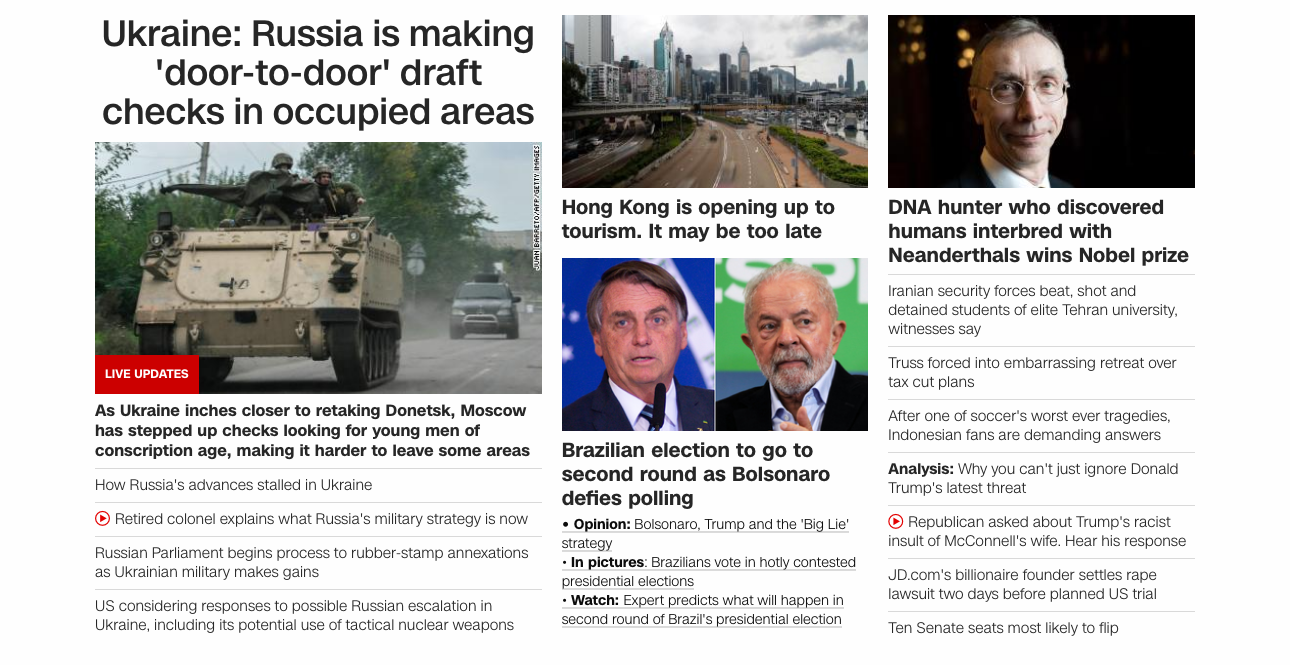 Ukraine: Russia is making
'door-to-door' draft
checks in occupied areas
JUAN BARRETO/AFP/GETTY IMAGES
LIVE UPDATES
As Ukraine inches closer to retaking Donetsk, Moscow
has stepped up checks looking for young men of
conscription age, making it harder to leave some areas
How Russia's advances stalled in Ukraine
Retired colonel explains what Russia's military strategy is now
Russian Parliament begins process to rubber-stamp annexations
as Ukrainian military makes gains
US considering responses to possible Russian escalation in
Ukraine, including its potential use of tactical nuclear weapons
Hong Kong is opening up to
tourism. It may be too late
Brazilian election to go to
second round as Bolsonaro
defies polling
• Opinion: Bolsonaro, Trump and the 'Big Lie'
strategy
• In pictures: Brazilians vote in hotly contested
presidential elections
• Watch: Expert predicts what will happen in
second round of Brazil's presidential election
DNA hunter who discovered
humans interbred with
Neanderthals wins Nobel prize
Iranian security forces beat, shot and
detained students of elite Tehran university,
witnesses say
Truss forced into embarrassing retreat over
tax cut plans
After one of soccer's worst ever tragedies,
Indonesian fans are demanding answers
Analysis: Why you can't just ignore Donald
Trump's latest threat
Republican asked about Trump's racist
insult of McConnell's wife. Hear his response
JD.com's billionaire founder settles rape
lawsuit two days before planned US trial
Ten Senate seats most likely to flip